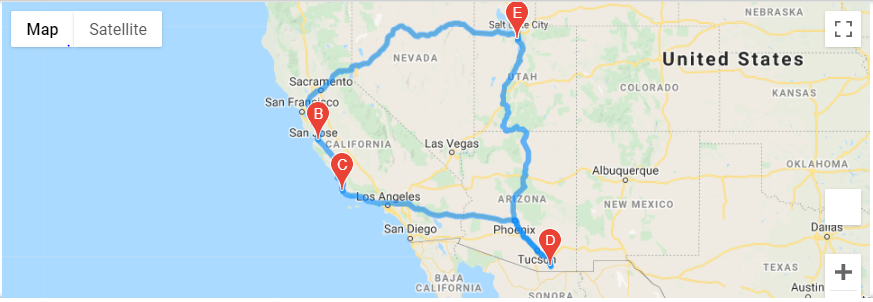 Map Satellite
E
Salt Lake City
NEBRASKA
NEVADA
United States
UTAH
Sacramento
COLORADO
KANSAS
San Francisco
B
San Jose
CALIFORNIA
Las Vegas
C
Albuquerque
OKLAHOMA
Los Angeles
ARIZONA
NEW MEXICO
San Diego
Phoenix
Dallas
D
Tucson
TEXAS
BAJA
CALIFORNIA
Austin
SONORA